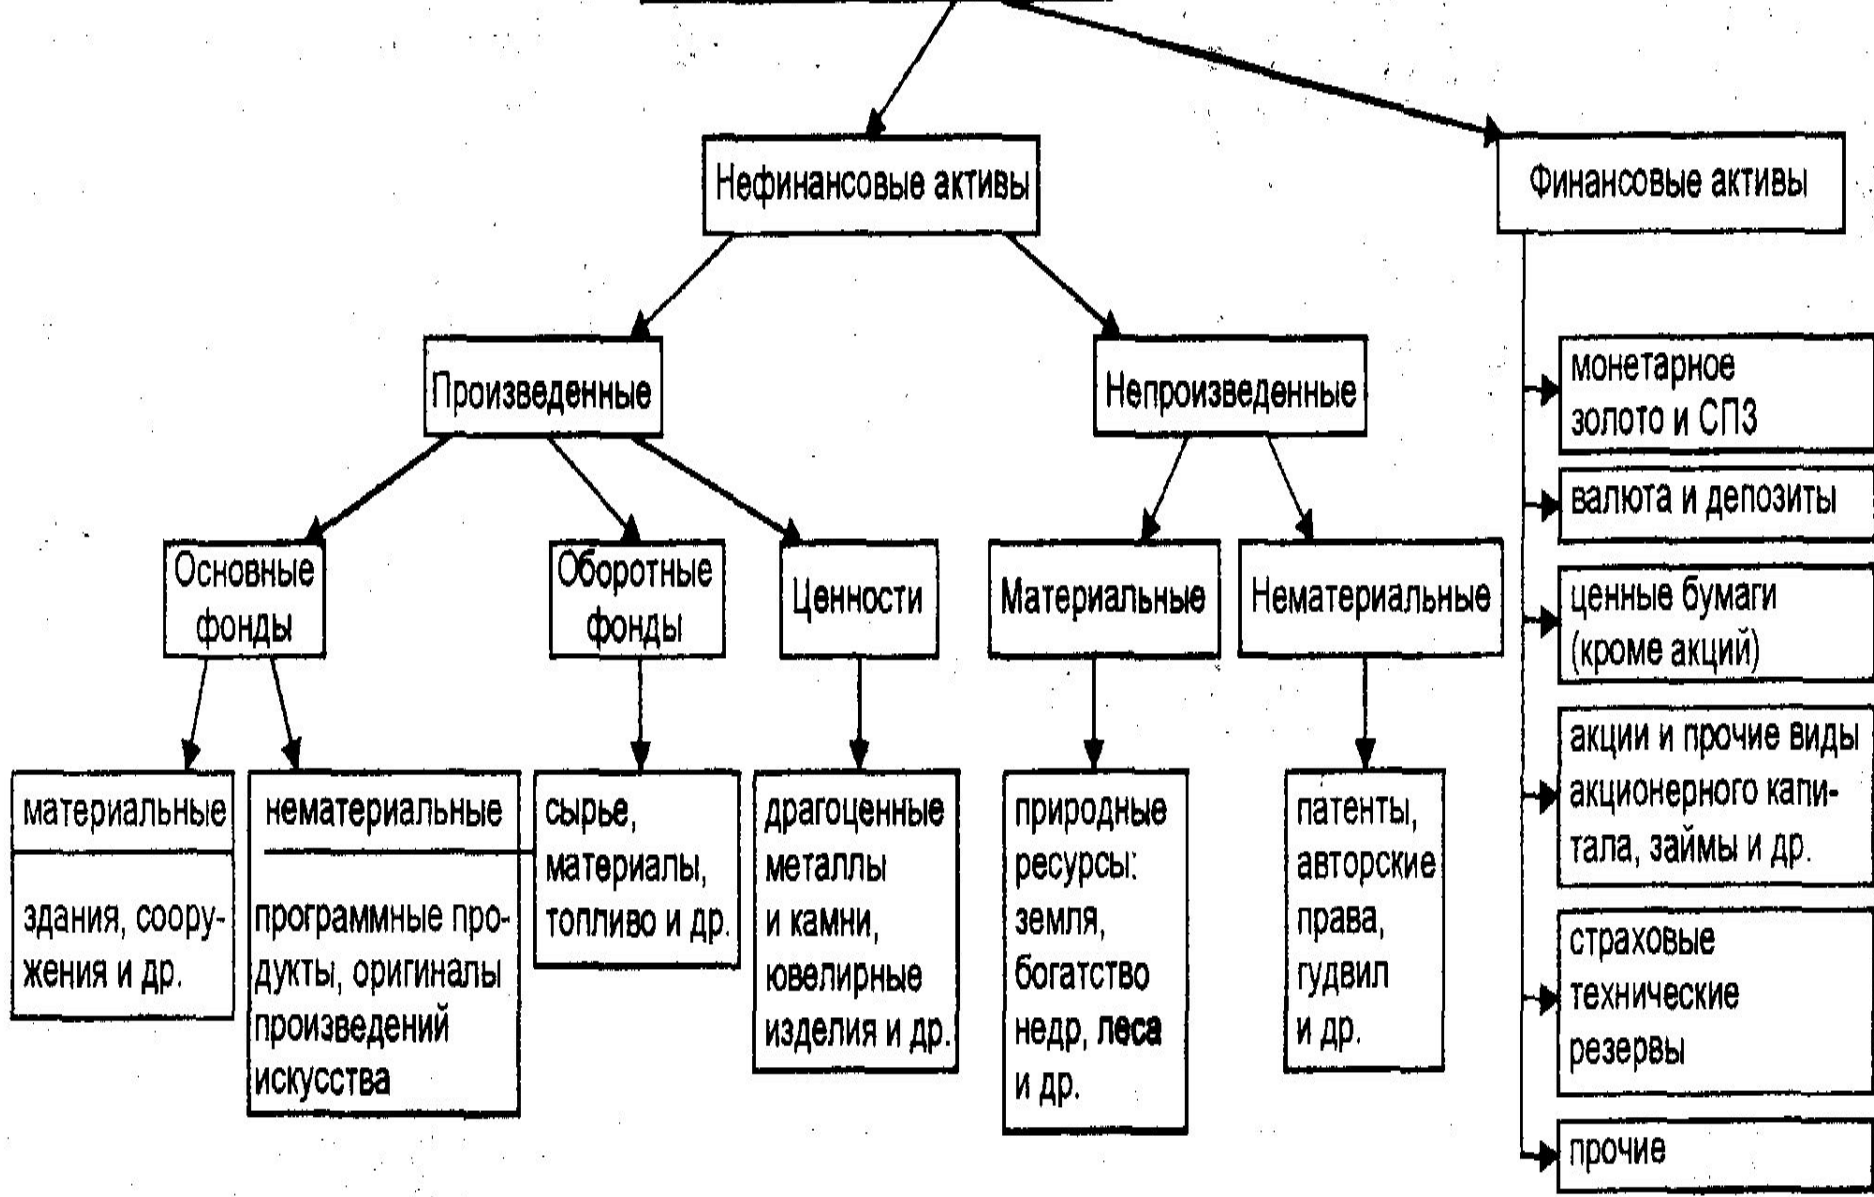 Нефинансовые активы
Финансовые активы
Произведенные
Непроизведенные
Основные
фонды
Оборотные
фонды
Ценности
Материальные
Нематериальные
материальные
здания, соору-
жения и др.
нематериальные
программные про-
дукты, оригиналы
произведений
искусства
сырье,
материалы,
топливо и др.
драгоценные
металлы
и камни,
ювелирные
изделия и др.
природные
ресурсы:
земля,
богатство
недр, леса
и др.
патенты,
авторские
права,
гудвил
и др.
монетарное
золото и СПЗ
валюта и депозиты
ценные бумаги
(кроме акций)
акции и прочие виды
акционерного капи-
тала, займы и др.
страховые
технические
резервы
прочие